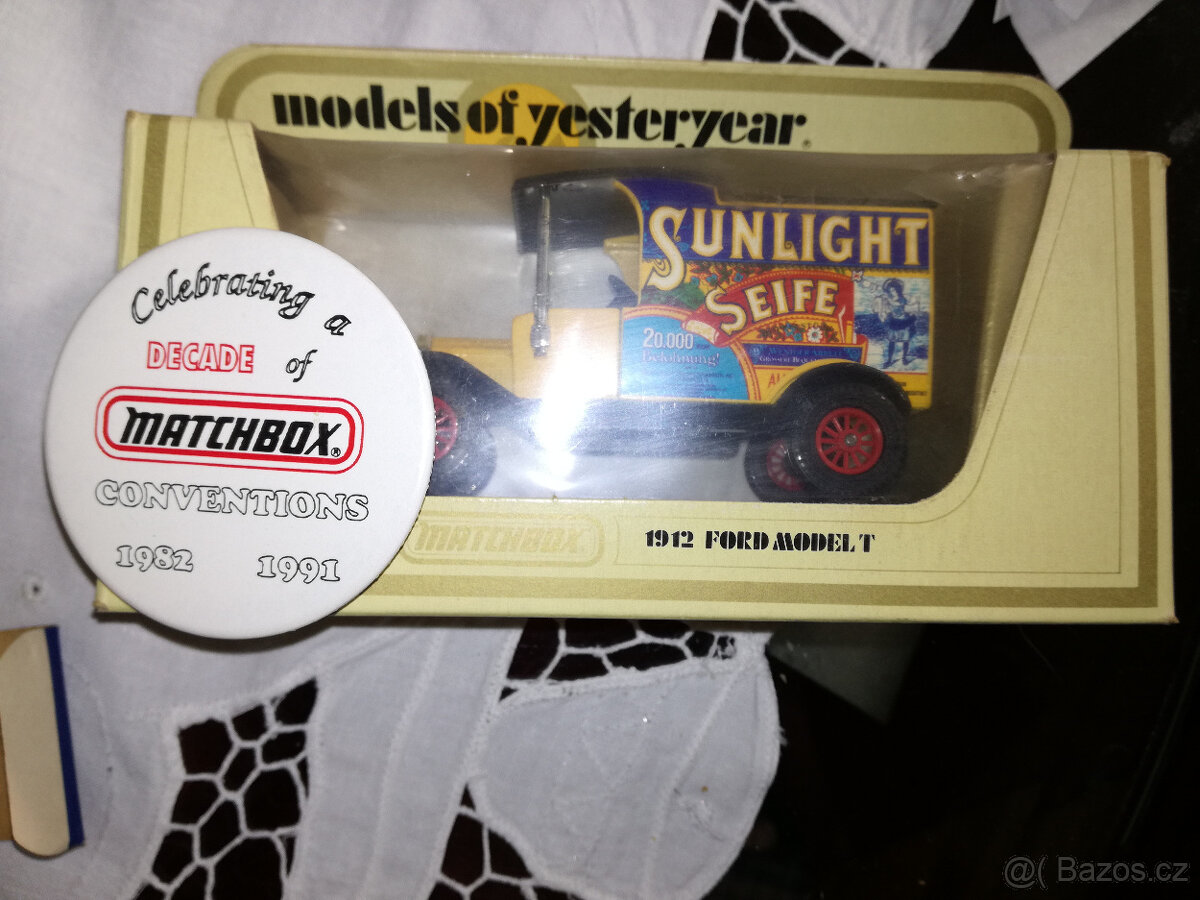 models of yesteryear
SUNLIGHT
SEIFE
20.000
Belohnung!
Celebrating a
DECADE of
MATCHBOX®
CONVENTIONS
1982 1991
MATCHBOX
1912 FORD MODEL T
@( Bazos.cz